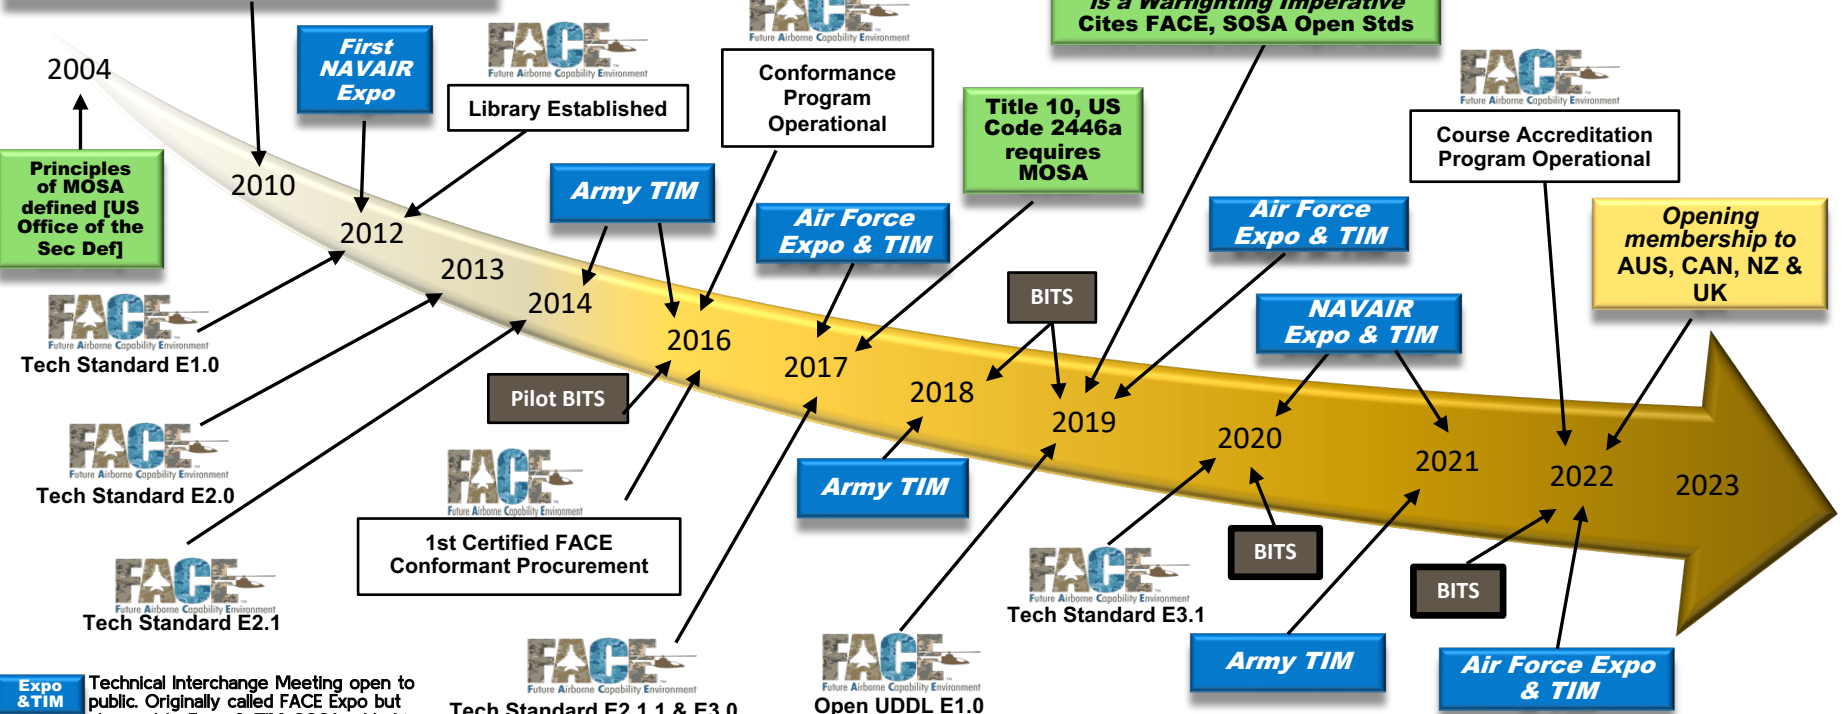 is a Warfighting Imperative
Cites FACE, SOSA Open Stds
FACE
Future Airborne Capability Environment
First
NAVAIR
Expo
FACE
Future Airborne Capability Environment
Library Established
Conformance
Program
Operational
FACE
Future Airborne Capability Environment
Course Accreditation
Program Operational
Title 10, US
Code 2446a
requires
MOSA
2004
Principles
of MOSA
defined [US
Office of the
Sec Def]
2010
2012
2013
2014
2016
2017
2018
2019
2020
2021
2022
2023
Army TIM
Air Force
Expo & TIM
Air Force
Expo & TIM
Opening
membership to
AUS, CAN, NZ &
UK
BITS
NAVAIR
Expo & TIM
FACE
Future Airborne Capability Environment
Tech Standard E1.0
Pilot BITS
FACE
Future Airborne Capability Environment
Tech Standard E2.0
FACE
Future Airborne Capability Environment
1st Certified FACE
Conformant Procurement
Army TIM
BITS
BITS
FACE
Future Airborne Capability Environment
Tech Standard E2.1
FACE
Future Airborne Capability Environment
Tech Standard E3.1
FACE
Future Airborne Capability Environment
Tech Standard E2.1.1 & E3.0
FACE
Future Airborne Capability Environment
Open UDDL E1.0
Army TIM
Air Force Expo
& TIM
Expo
&TIM
Technical Interchange Meeting open to
public. Originally called FACE Expo but